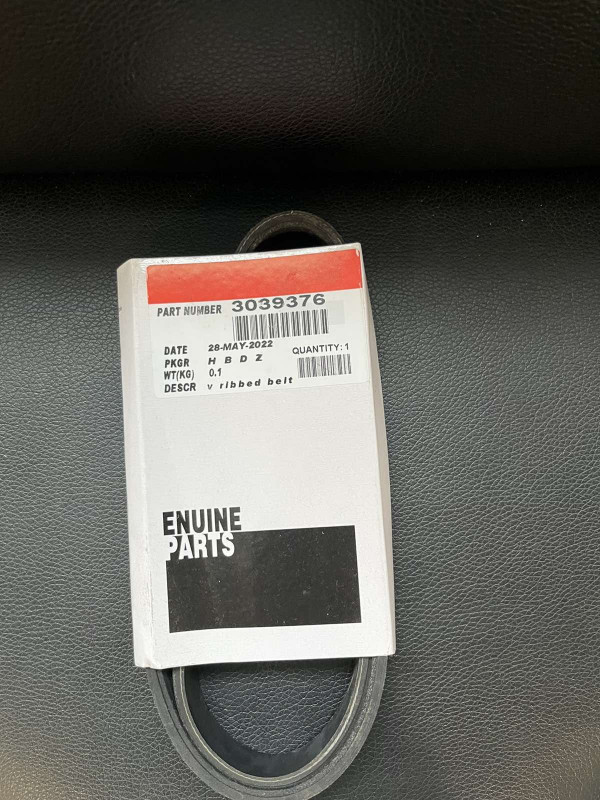 PART NUMBER 3039376
DATE 28-MAY-2022 QUANTITY: 1
PKGR H B D Z
WT(KG) 0.1
DESCR v ribbed belt
ENUINE
PARTS